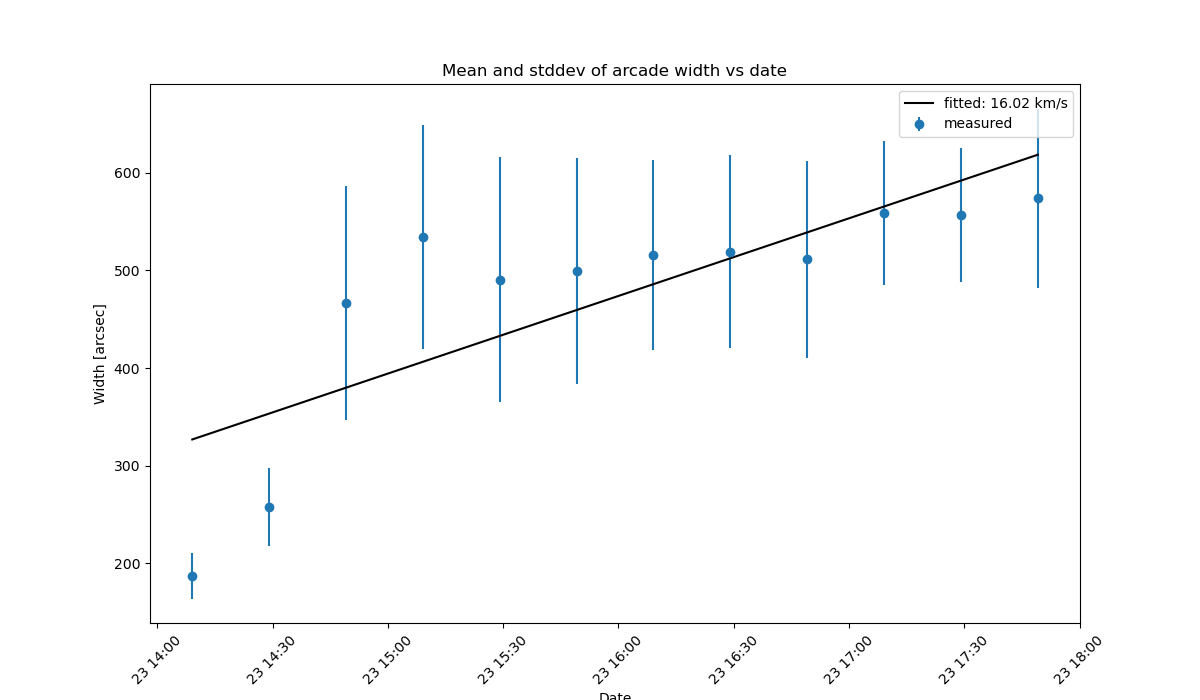 Mean and stddev of arcade width vs date
fitted: 16.02 km/s
measured
600
500
400
300
200
Width [arcsec]
23 14:00
23 14:30
23 15:00
23 15:30
23 16:00
23 16:30
23 17:00
23 17:30
23 18:00
Date